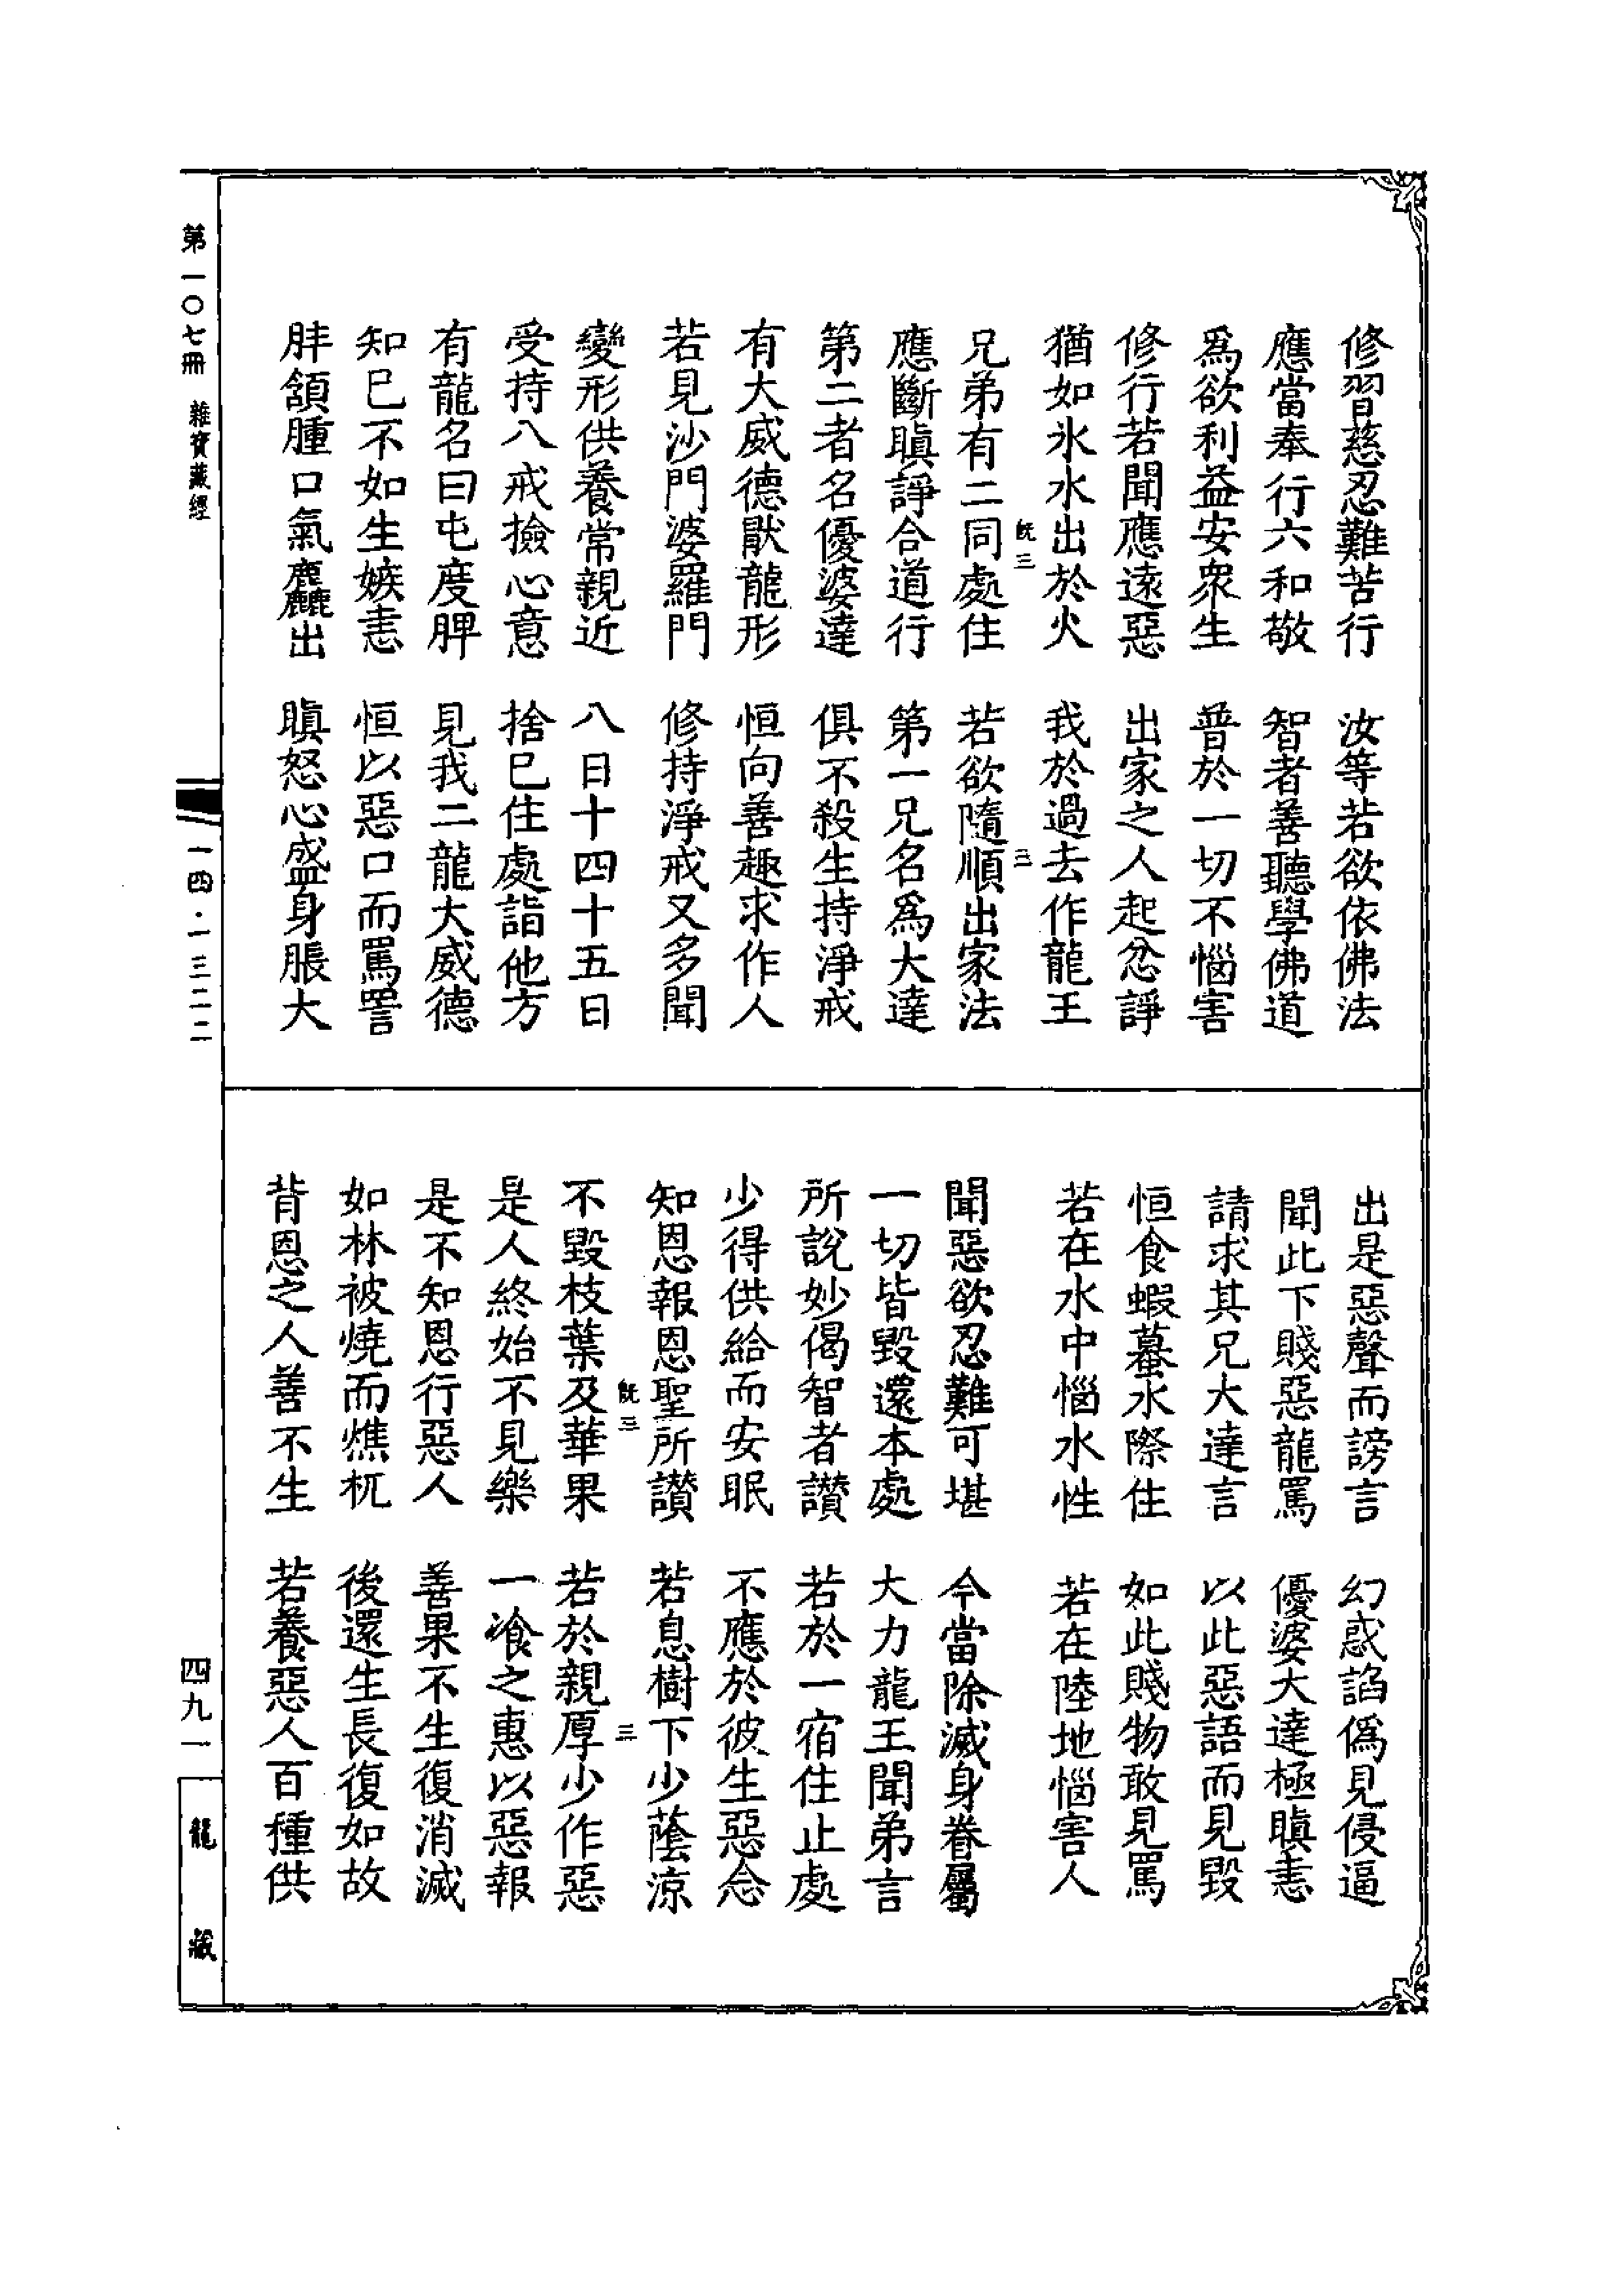 修習慈忍難苦行　汝等若欲依佛法
應當奉行六和敬　智者善聽學佛道
爲欲利益安衆生　普於一切不惱害
修行若聞應遠惡　出家之人起忿諍
猶如氷水出於火　我於過去作龍王
既三　三
兄弟有二同處住　若欲隨順出家法
應斷瞋諍合道行　第一兄名爲大達
第二者名優婆達　俱不殺生持淨戒
有大威德猒龍形　恒向善趣求作人
若見沙門婆羅門　修持淨戒又多聞
變形供養常親近　八日十四十五日
受持八戒撿心意　捨已住處詣他方
有龍名曰屯度脾　見我二龍大威德
知已不如生嫉恚　恒以惡口而罵詈
胖頷腫口氣麤出　瞋怒心盛身脹大
出是惡聲而謗言　幻惑諂僞見侵逼
聞此下賤惡龍罵　優婆大達極瞋恚
請求其兄大達言　以此惡語而見毀
恒食蝦蟇水際住　如此賤物敢見罵
若在水中惱水性　若在陸地惱害人
聞惡欲忍難可堪　今當除滅身眷屬
一切皆毀還本處　大力龍王聞弟言
所說妙偈智者讃　若於一宿住止處
少得供給而安眠　不應於彼生惡念
知恩報恩聖所讃　若息樹下少蔭涼
既三　三
不毀枝葉及華果　若於親厚少作惡
是人終始不見樂　一飡之惠以惡報
是不知恩行惡人　善果不生復消滅
如林被燒而燋杌　後還生長復如故
背恩之人善不生　若養惡人百種供
第一〇七冊　雜寶藏經
一四·一三二二
四九一
龍藏